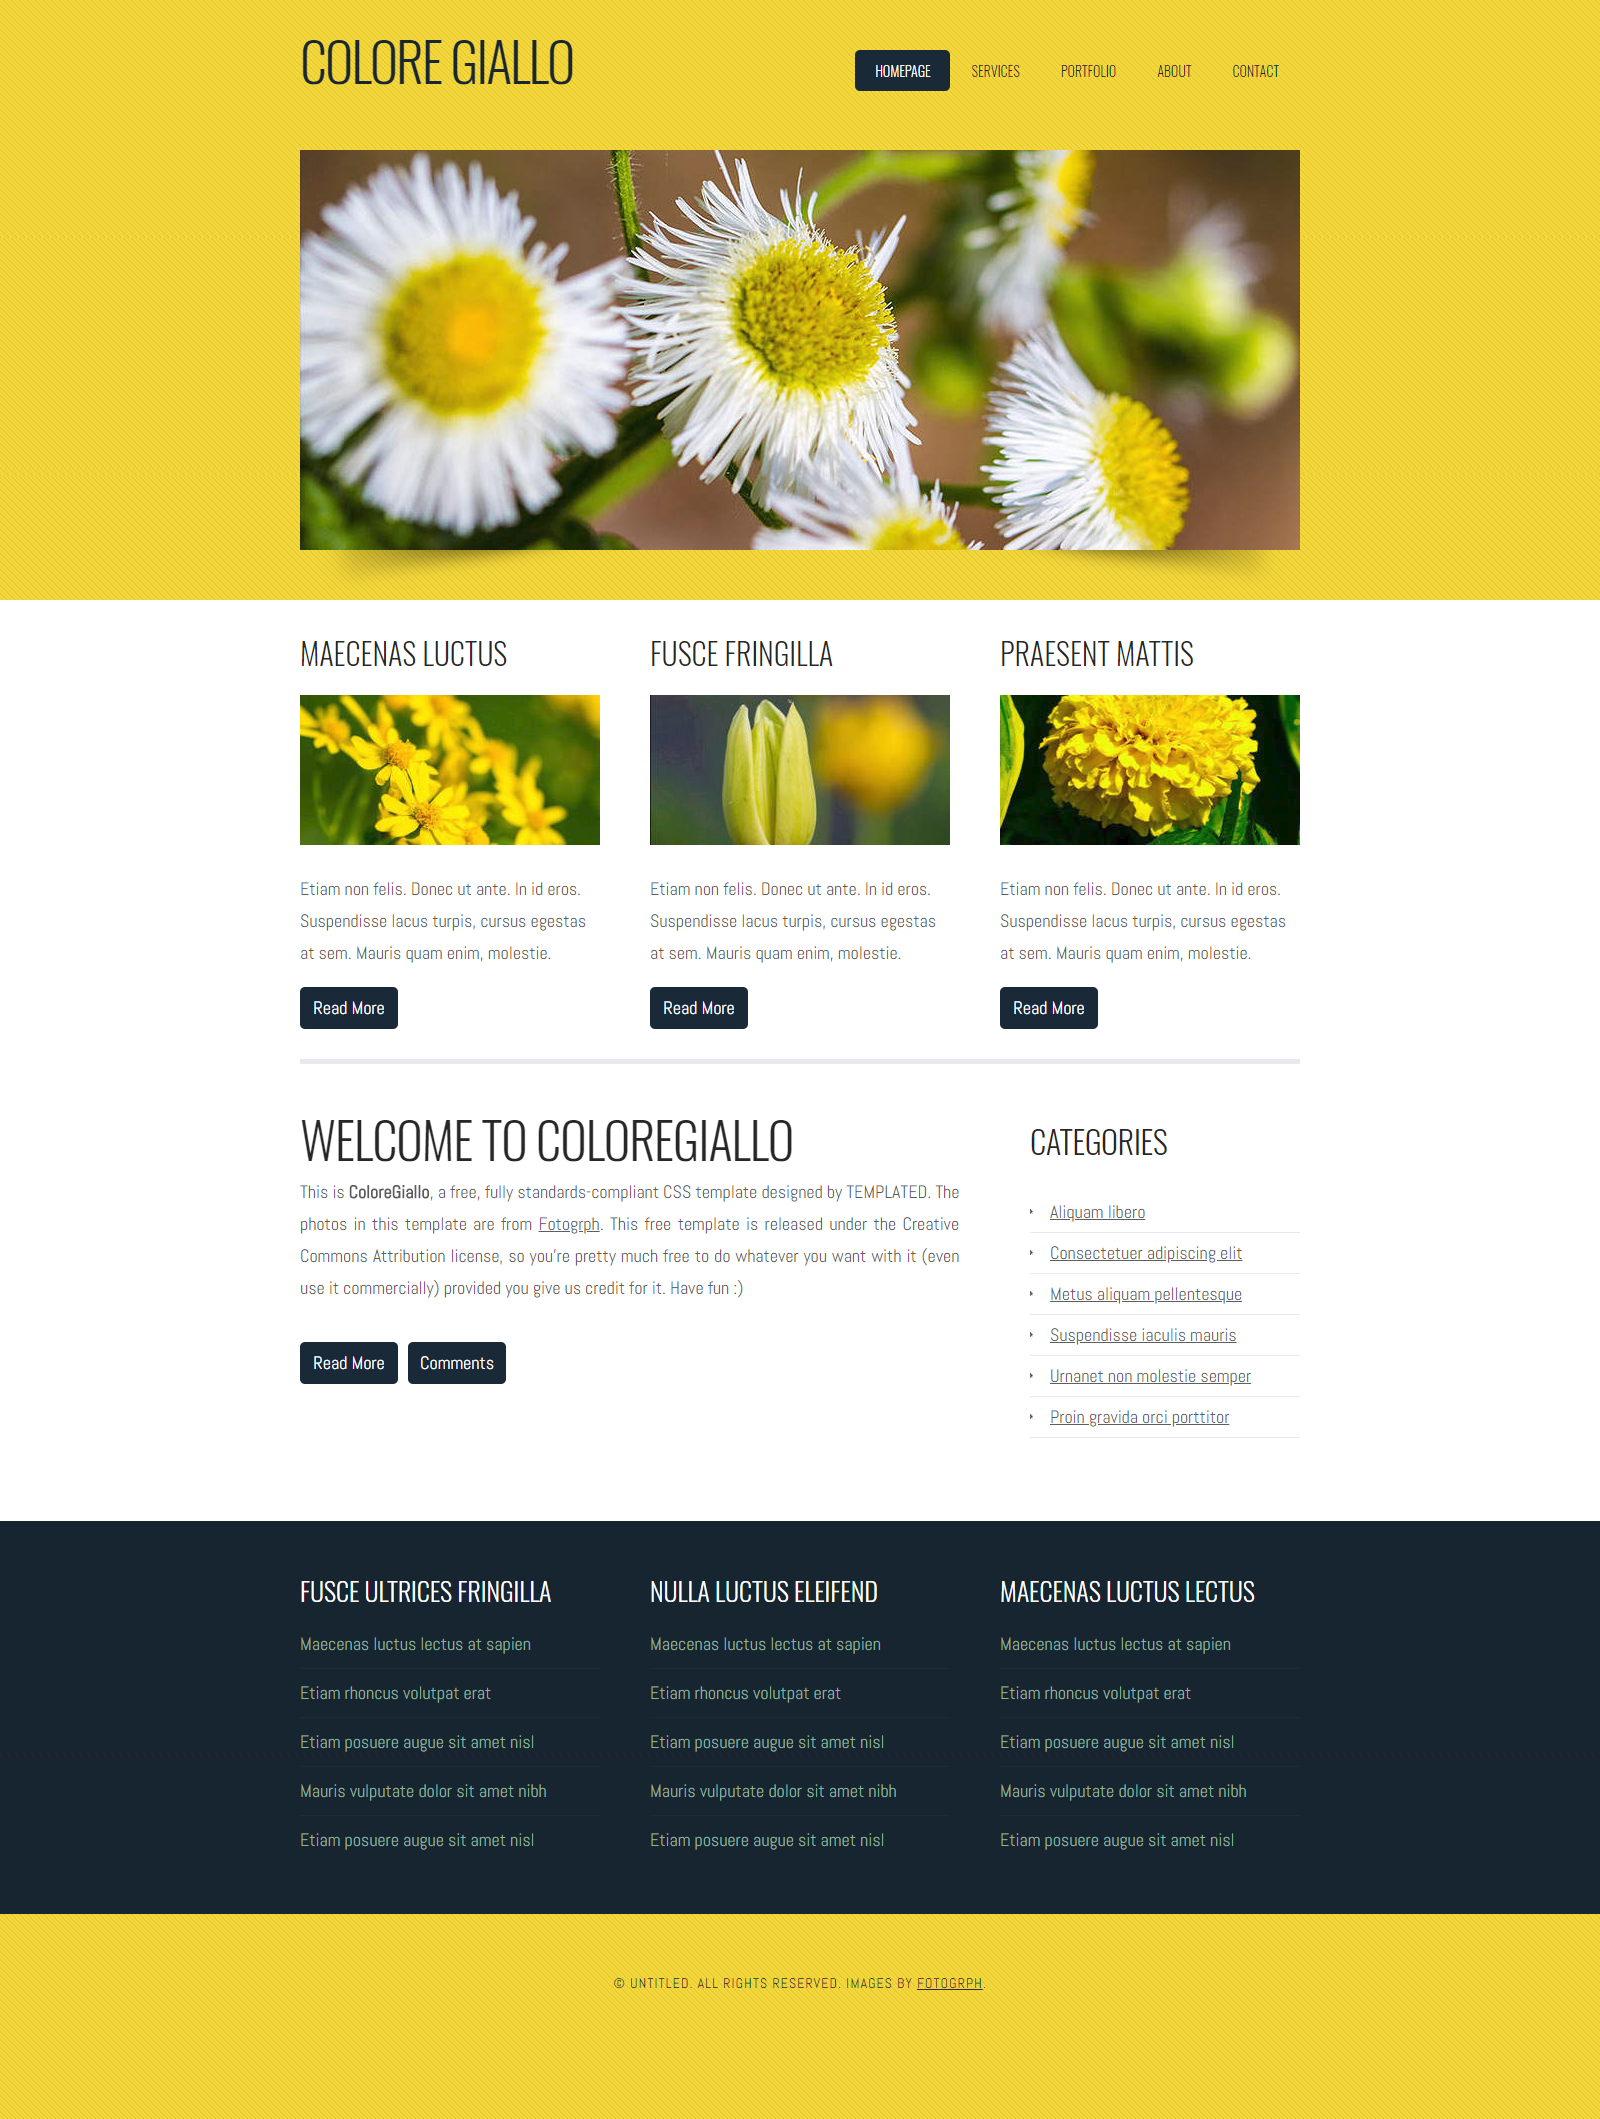 COLORE GIALLO
HOMEPAGE
SERVICES
PORTFOLIO
ABOUT
CONTACT
MAECENAS LUCTUS
Etiam non felis. Donec ut ante. In id eros.
Suspendisse lacus turpis, cursus egestas
at sem. Mauris quam enim, molestie.
Read More
FUSCE FRINGILLA
Etiam non felis. Donec ut ante. In id eros.
Suspendisse lacus turpis, cursus egestas
at sem. Mauris quam enim, molestie.
Read More
PRAESENT MATTIS
Etiam non felis. Donec ut ante. In id eros.
Suspendisse lacus turpis, cursus egestas
at sem. Mauris quam enim, molestie.
Read More
WELCOME TO COLOREGIALLO
This is ColoreGiallo, a free, fully standards-compliant CSS template designed by TEMPLATED. The
photos in this template are from Fotogrph. This free template is released under the Creative
Commons Attribution license, so you're pretty much free to do whatever you want with it (even
use it commercially) provided you give us credit for it. Have fun :)
Read More
Comments
CATEGORIES
Aliquam libero
Consectetuer adipiscing elit
Metus aliquam pellentesque
Suspendisse iaculis mauris
Urnanet non molestie semper
Proin gravida orci porttitor
FUSCE ULTRICES FRINGILLA
Maecenas luctus lectus at sapien
Etiam rhoncus volutpat erat
Etiam posuere augue sit amet nisl
Mauris vulputate dolor sit amet nibh
Etiam posuere augue sit amet nisl
NULLA LUCTUS ELEIFEND
Maecenas luctus lectus at sapien
Etiam rhoncus volutpat erat
Etiam posuere augue sit amet nisl
Mauris vulputate dolor sit amet nibh
Etiam posuere augue sit amet nisl
MAECENAS LUCTUS LECTUS
Maecenas luctus lectus at sapien
Etiam rhoncus volutpat erat
Etiam posuere augue sit amet nisl
Mauris vulputate dolor sit amet nibh
Etiam posuere augue sit amet nisl
© UNTITLED. ALL RIGHTS RESERVED. IMAGES BY FOTOGRPH.